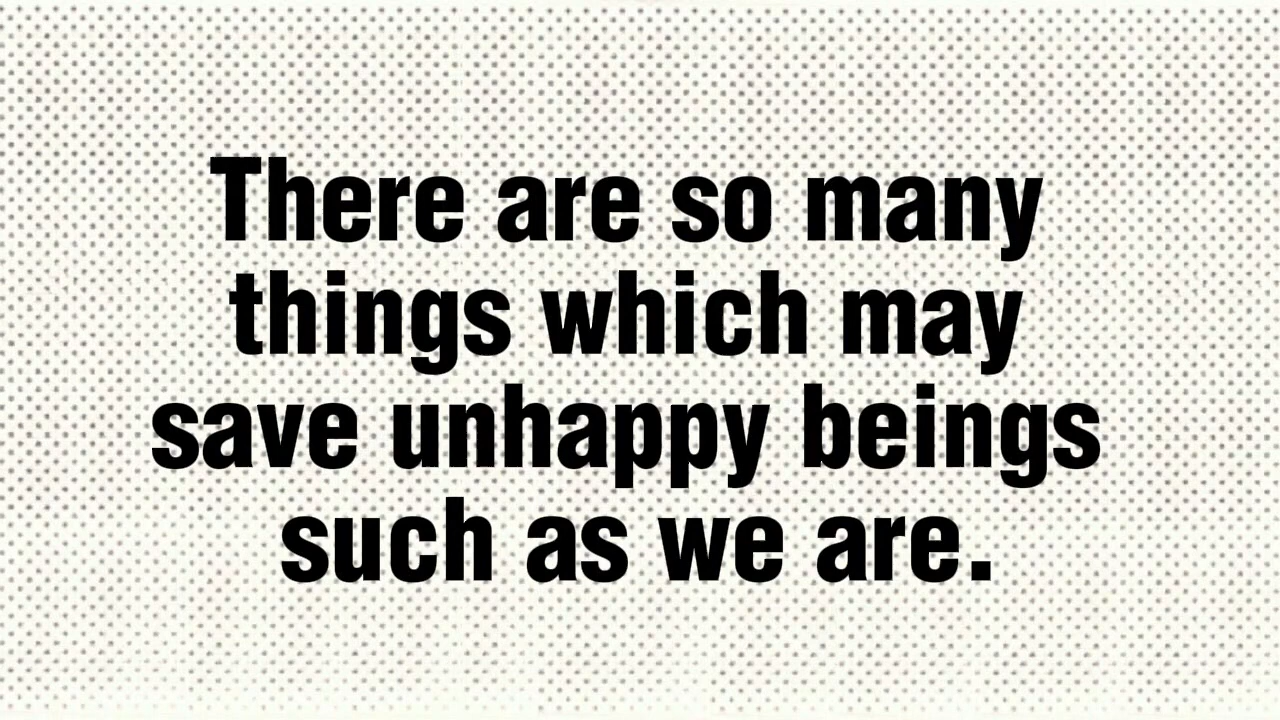 There are so many
things which may
save unhappy beings
such as we are.